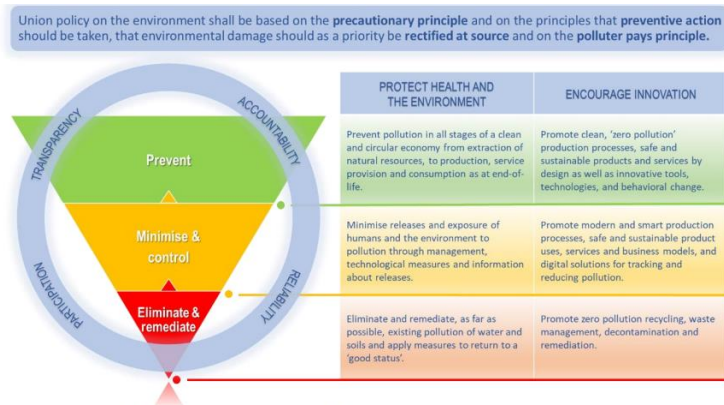 Union policy on the environment shall be based on the precautionary principle and on the principles that preventive action
should be taken, that environmental damage should as a priority be rectified at source and on the polluter pays principle.
TRANSPARENCY
ACCOUNTABILITY
PARTICIPATION
RELIABILITY
Prevent
Minimise &
control
Eliminate &
remediate
PROTECT HEALTH AND
THE ENVIRONMENT
ENCOURAGE INNOVATION
Prevent pollution in all stages of a clean
and circular economy from extraction of
natural resources, to production, service
provision and consumption as at end-of-
life.
Promote clean, ‘zero pollution’
production processes, safe and
sustainable products and services by
design as well as innovative tools,
technologies, and behavioral change.
Minimise releases and exposure of
humans and the environment to
pollution through management,
technological measures and information
about releases.
Promote modern and smart production
processes, safe and sustainable product
uses, services and business models, and
digital solutions for tracking and
reducing pollution.
Eliminate and remediate, as far as
possible, existing pollution of water and
soils and apply measures to return to a
‘good status’.
Promote zero pollution recycling, waste
management, decontamination and
remediation.